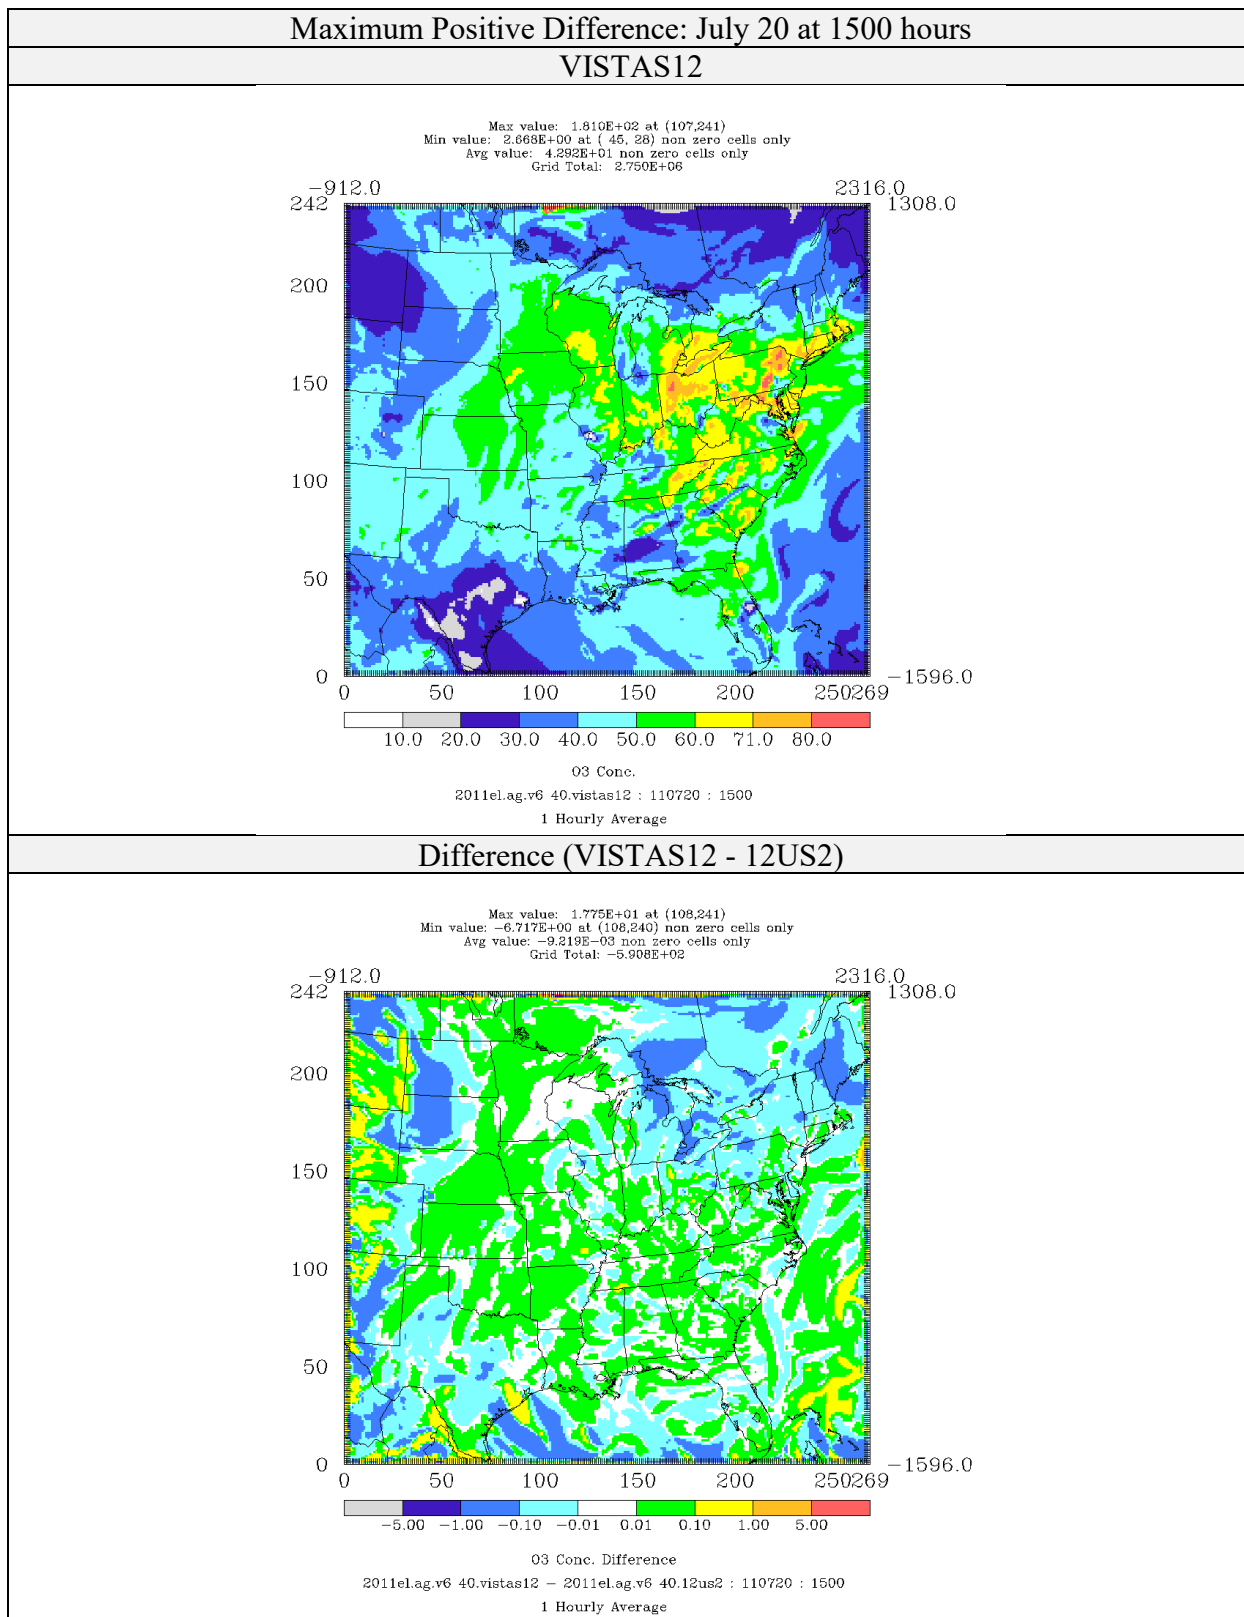 Maximum Positive Difference: July 20 at 1500 hours
VISTAS12
Max value: 1.810E+02 at (107,241)
Min value: 2.668E+00 at ( 45, 28) non zero cells only
Avg value: 4.292E+01 non zero cells only
Grid Total: 2.750E+06
−912.0 2316.0
242 1308.0
200
150
100
50
0 −1596.0
0 50 100 150 200 250269
10.0 20.0 30.0 40.0 50.0 60.0 71.0 80.0
O3 Conc.
2011el.ag.v6 40.vistas12 : 110720 : 1500
1 Hourly Average
Difference (VISTAS12 - 12US2)
Max value: 1.775E+01 at (108,241)
Min value: −6.717E+00 at (108,240) non zero cells only
Avg value: −9.219E−03 non zero cells only
Grid Total: −5.908E+02
−912.0 2316.0
242 1308.0
200
150
100
50
0 −1596.0
0 50 100 150 200 250269
−5.00 −1.00 −0.10 −0.01 0.01 0.10 1.00 5.00
O3 Conc. Difference
2011el.ag.v6 40.vistas12 − 2011el.ag.v6 40.12us2 : 110720 : 1500
1 Hourly Average